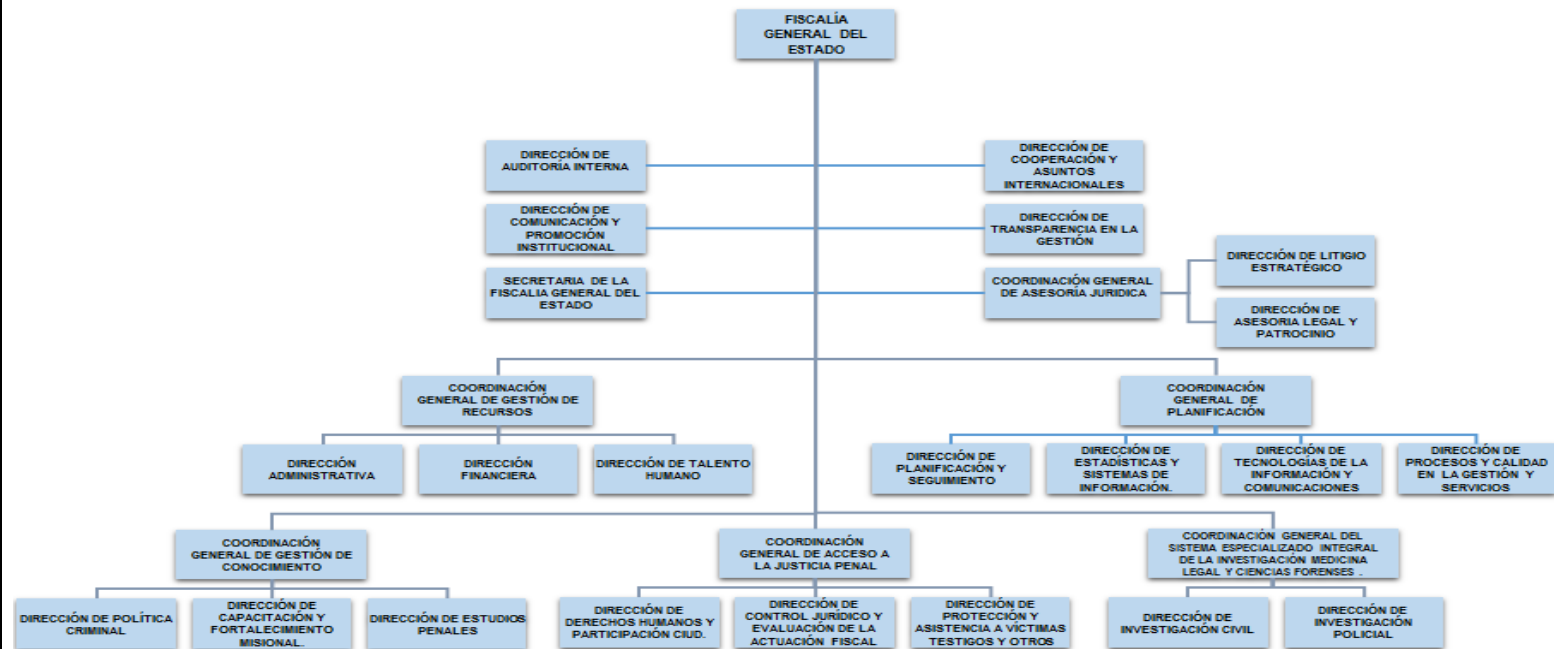 FISCALÍA
GENERAL DEL
ESTADO
DIRECCIÓN DE
AUDITORÍA INTERNA
DIRECCIÓN DE
COOPERACIÓN Y
ASUNTOS
INTERNACIONALES
DIRECCIÓN DE
COMUNICACIÓN Y
PROMOCIÓN
INSTITUCIONAL
DIRECCIÓN DE
TRANSPARENCIA EN LA
GESTIÓN
SECRETARIA DE LA
FISCALIA GENERAL DEL
ESTADO
COORDINACIÓN GENERAL
DE ASESORÍA JURIDICA
DIRECCIÓN DE LITIGIO
ESTRATÉGICO
DIRECCIÓN DE
ASESORIA LEGAL Y
PATROCINIO
COORDINACIÓN
GENERAL DE GESTIÓN DE
RECURSOS
COORDINACIÓN
GENERAL DE
PLANIFICACIÓN
DIRECCIÓN
ADMINISTRATIVA
DIRECCIÓN
FINANCIERA
DIRECCIÓN DE TALENTO
HUMANO
DIRECCIÓN DE
PLANIFICACIÓN Y
SEGUIMIENTO
DIRECCIÓN DE
ESTADÍSTICAS Y
SISTEMAS DE
INFORMACIÓN.
DIRECCIÓN DE
TECNOLOGÍAS DE LA
INFORMACIÓN Y
COMUNICACIONES
DIRECCIÓN DE
PROCESOS Y CALIDAD
EN LA GESTIÓN Y
SERVICIOS
COORDINACIÓN
GENERAL DE GESTIÓN DE
CONOCIMIENTO
COORDINACIÓN
GENERAL DE ACCESO A
LA JUSTICIA PENAL
COORDINACIÓN GENERAL DEL
SISTEMA ESPECIALIZADO INTEGRAL
DE LA INVESTIGACIÓN MEDICINA
LEGAL Y CIENCIAS FORENSES .
DIRECCIÓN DE POLÍTICA
CRIMINAL
DIRECCIÓN DE
CAPACITACIÓN Y
FORTALECIMIENTO
MISIONAL.
DIRECCIÓN DE ESTUDIOS
PENALES
DIRECCIÓN DE
DERECHOS HUMANOS Y
PARTICIPACIÓN CIUD.
DIRECCIÓN DE
CONTROL JURÍDICO Y
EVALUACIÓN DE LA
ACTUACIÓN FISCAL
DIRECCIÓN DE
PROTECCIÓN Y
ASISTENCIA A VÍCTIMAS
TESTIGOS Y OTROS
DIRECCIÓN DE
INVESTIGACIÓN CIVIL
DIRECCIÓN DE
INVESTIGACIÓN
POLICIAL